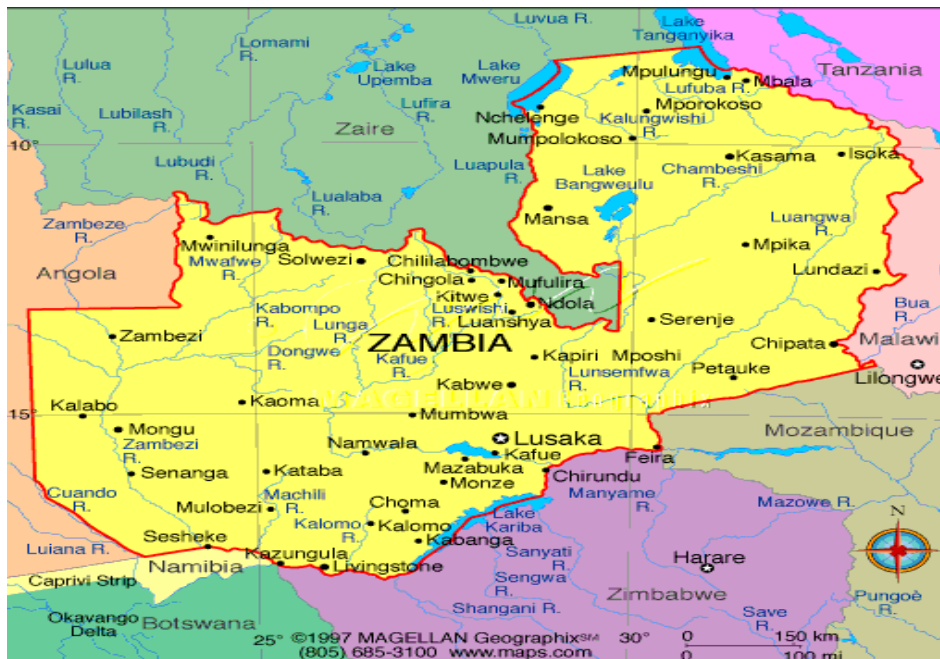 Luvua R.
Lake Tanganyika
Lomami R.
Lulua R.
Lake Upemba
Lake Mweru
Mpulungu
Mbala
Tanzania
Kasai R.
Lubilash R.
Lufira R.
Lufuba R.
Nchelenge
Mporokoso
Kalungwishi R.
Zaire
Mumpolokoso
10°
Lubudi R.
Luapula R.
Kasama
Isoka
Chambeshi R.
Lake Bangweulu
Lualaba R.
Mansa
Luangwa R.
Zambeze R.
Mwinilunga
Mwafwe R.
Solwezi
Chililabombwe
Mpika
Angola
Chingola
Mufulira
Lundazi
Kitwe
Ndola
Kabompo R.
Luswishi R.
Bua R.
Lunga R.
Luanshya
Serenje
Zambezi
ZAMBIA
Chipata
Malawi
Dongwe R.
Kafue R.
Kapiri Mposhi
Lunsemfwa R.
Petauke
Lilongwe
Kabwe
MAGELLAN Geographix
Kalabo
Kaoma
Mumbwa
15°
Mongu
Lusaka
Mozambique
Zambezi R.
Namwala
Kafue
Feira
Senanga
Kataba
Mazabuka
Chirundu
Monze
Cuando R.
Machili R.
Manyame R.
Mazowe R.
Mulobezi
Choma
Lake Kariba
N
Kalomo R.
Kalomo
Luiana R.
Sesheke
Kabanga
Sanyati R.
Harare
Kazungula
Namibia
Livingstone
Caprivi Strip
Sengwa R.
Zimbabwe
Pungoè R.
Shangani R.
Save R.
Okavango Delta
Botswana
25°
©1997 MAGELLAN Geographix℠
30°
0 150 km
(805) 685-3100 www.maps.com
0 100 mi